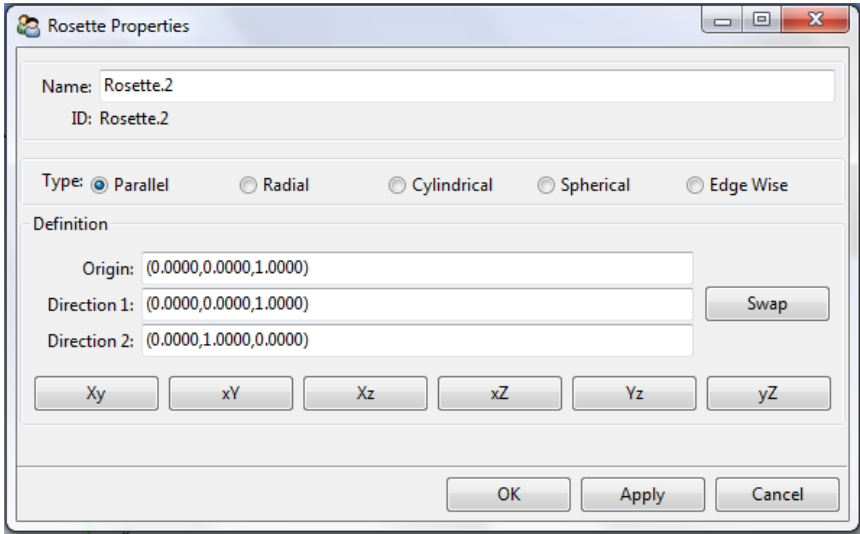 Rosette Properties
Name: Rosette.2
ID: Rosette.2
Type: Parallel Radial Cylindrical Spherical Edge Wise
Definition
Origin: (0.0000,0.0000,1.0000)
Direction 1: (0.0000,0.0000,1.0000)
Swap
Direction 2: (0.0000,1.0000,0.0000)
Xy xY Xz xZ Yz yZ
OK Apply Cancel